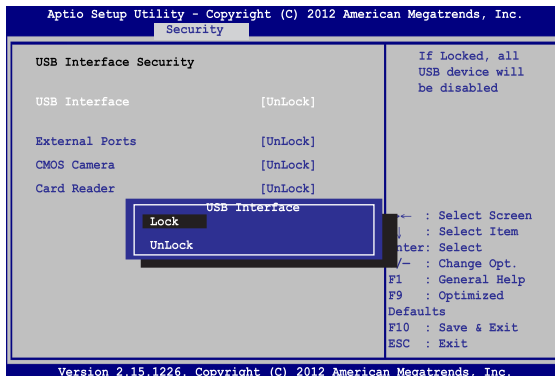 Aptio Setup Utility - Copyright (C) 2012 American Megatrends, Inc.
Security
USB Interface Security
USB Interface [UnLock]
External Ports [UnLock]
CMOS Camera [UnLock]
Card Reader [UnLock]
USB Interface
Lock
UnLock
If Locked, all
USB device will
be disabled
← : Select Screen
: Select Item
nter: Select
/— : Change Opt.
F1 : General Help
F9 : Optimized
Defaults
F10 : Save & Exit
ESC : Exit
Version 2.15.1226. Copyright (C) 2012 American Megatrends, Inc.